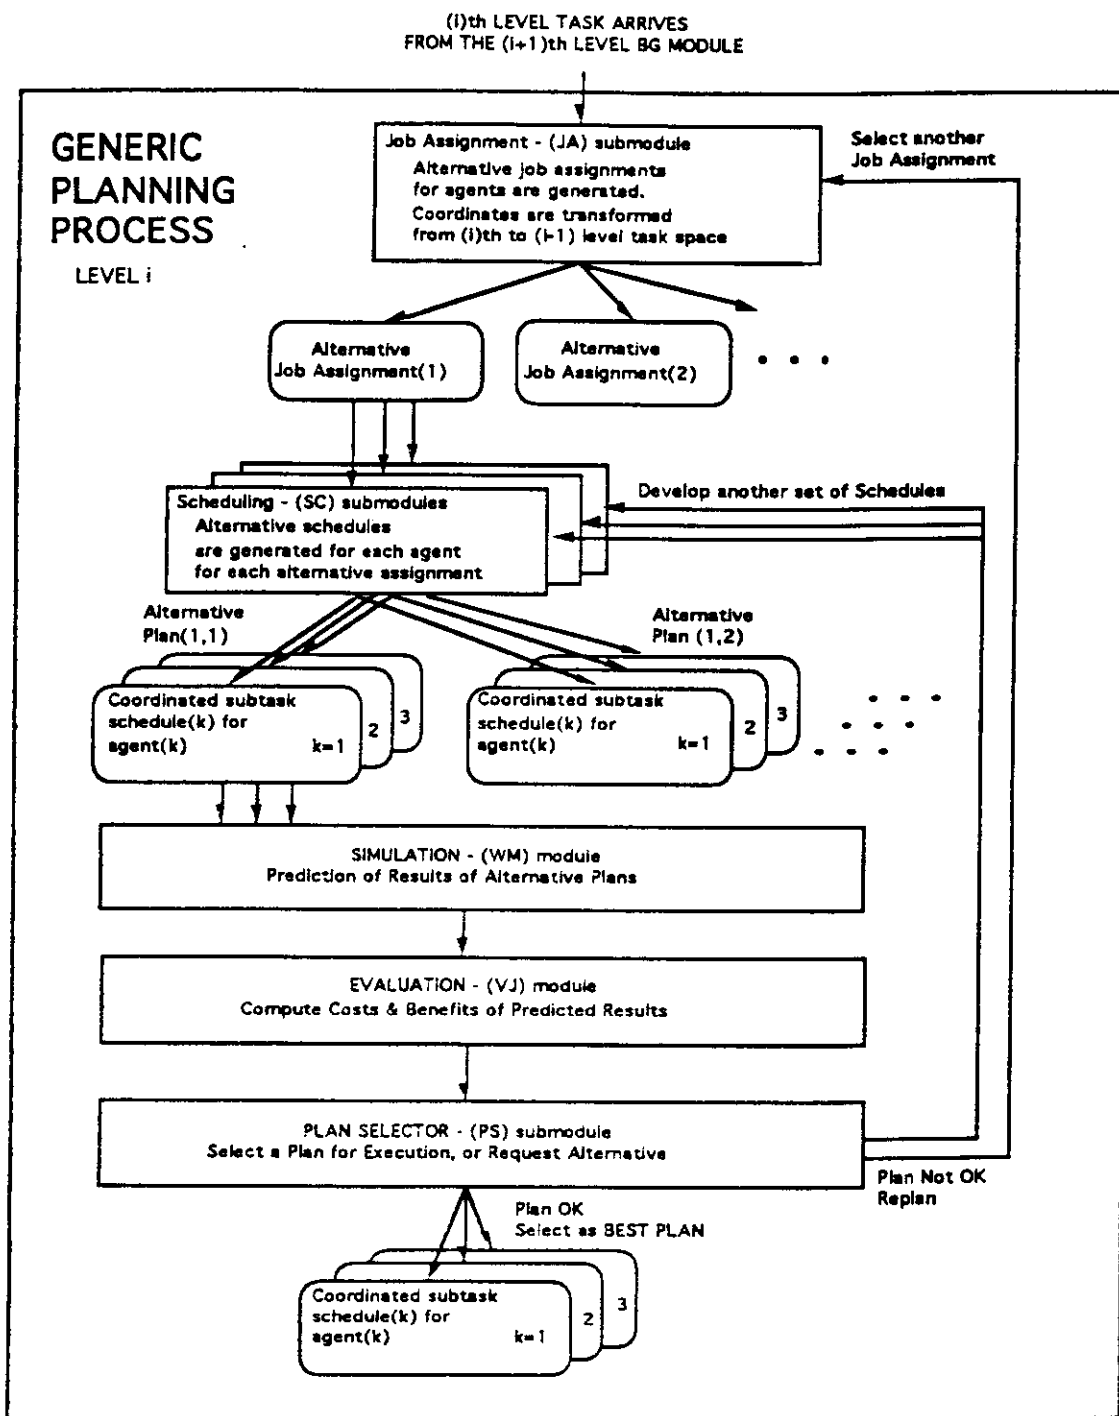 (i)th LEVEL TASK ARRIVES
FROM THE (i+1)th LEVEL BG MODULE
GENERIC
PLANNING
PROCESS
LEVEL i
Job Assignment - (JA) submodule
Alternative job assignments
for agents are generated.
Coordinates are transformed
from (i)th to (i-1) level task space
Select another
Job Assignment
Alternative
Job Assignment(1)
Alternative
Job Assignment(2)
• • •
Scheduling - (SC) submodules
Alternative schedules
are generated for each agent
for each alternative assignment
Develop another set of Schedules
Alternative
Plan(1,1)
Alternative
Plan (1,2)
Coordinated subtask
schedule(k) for
agent(k) k=1
2
3
Coordinated subtask
schedule(k) for
agent(k) k=1
2
3
• • •
• • •
• • •
SIMULATION - (WM) module
Prediction of Results of Alternative Plans
EVALUATION - (VJ) module
Compute Costs & Benefits of Predicted Results
PLAN SELECTOR - (PS) submodule
Select a Plan for Execution, or Request Alternative
Plan Not OK
Replan
Plan OK
Select as BEST PLAN
Coordinated subtask
schedule(k) for
agent(k) k=1
2
3